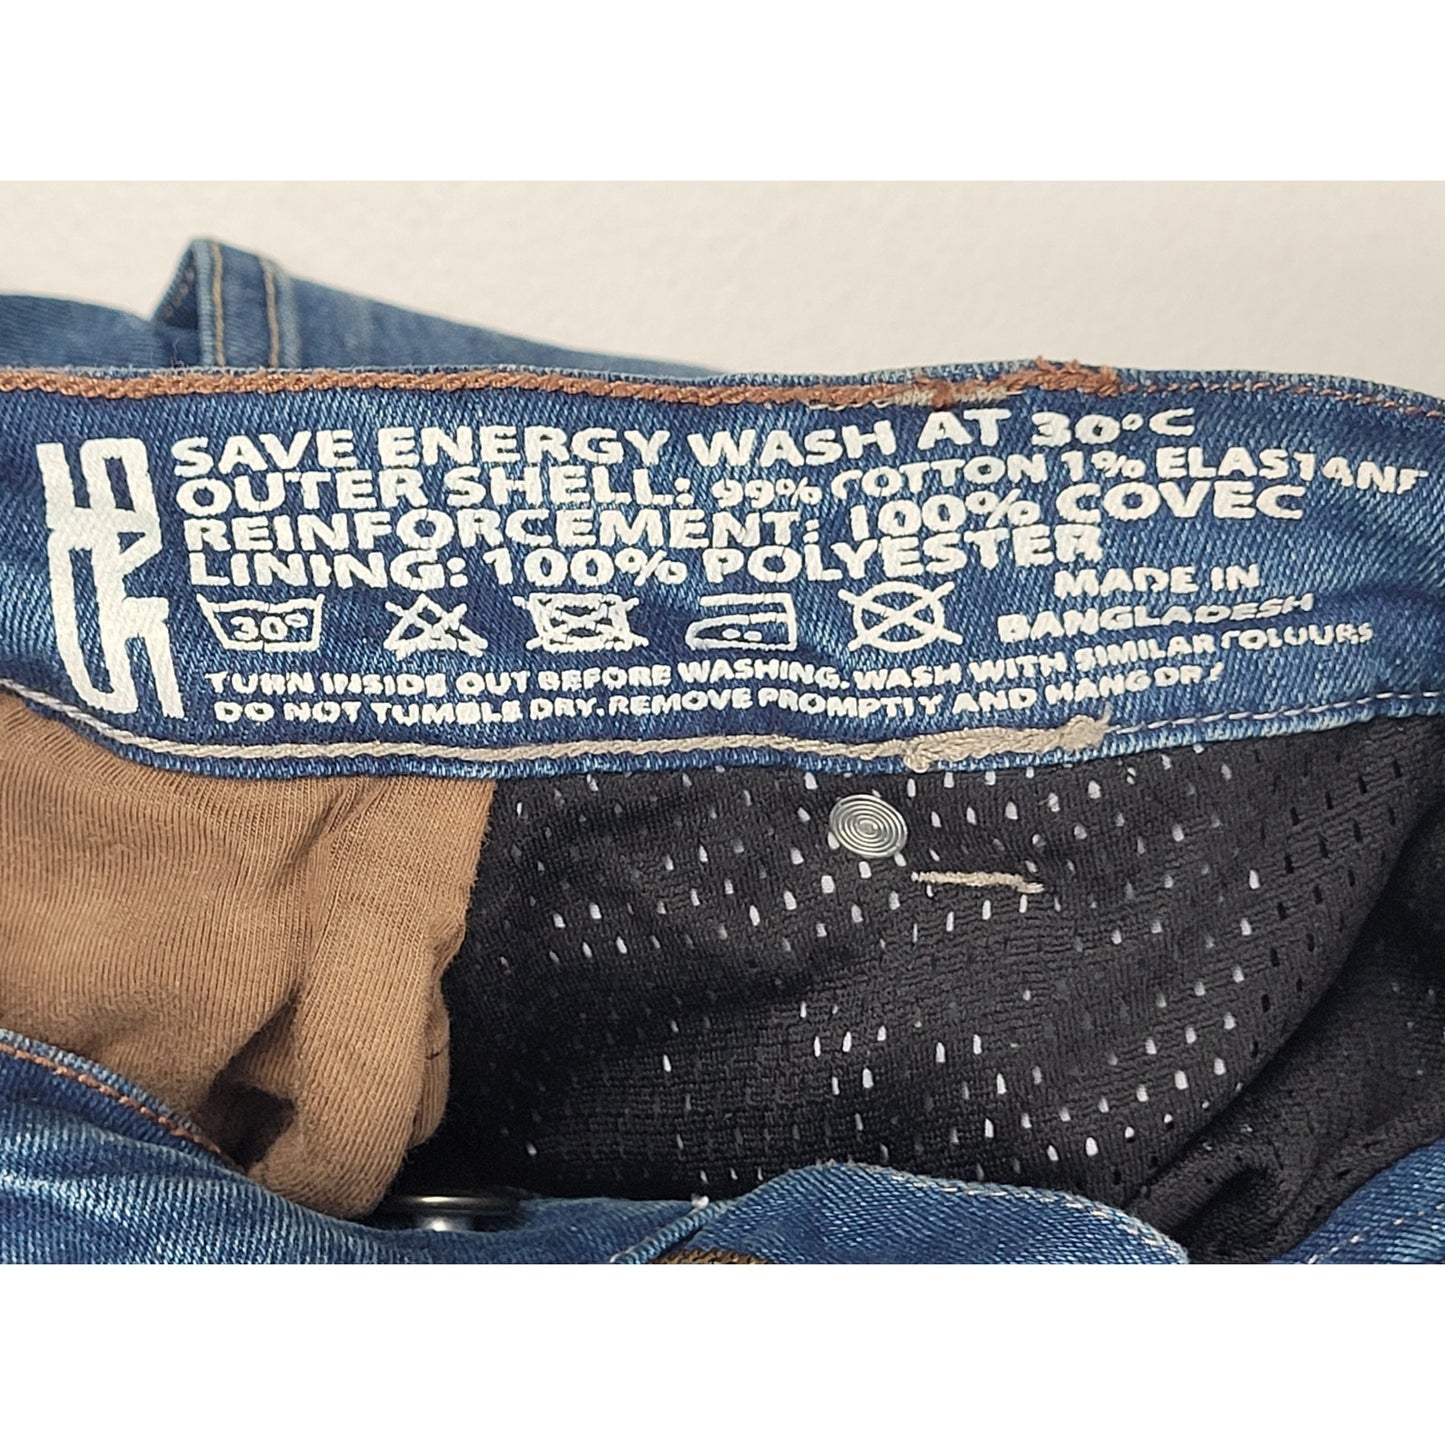 SAVE ENERGY WASH AT 30°C
OUTER SHELL: 99% COTTON 1% ELASTANE
REINFORCEMENT: 100% COVEC
LINING: 100% POLYESTER
30°
MADE IN
BANGLADESH
TURN INSIDE OUT BEFORE WASHING. WASH WITH SIMILAR COLOURS
DO NOT TUMBLE DRY. REMOVE PROMPTLY AND HANG DRY